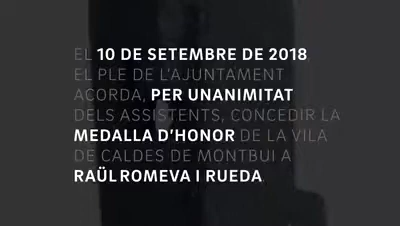 EL 10 DE SETEMBRE DE 2018
EL PLE DE L'AJUNTAMENT
ACORDA, PER UNANIMITAT
DELS ASSISTENTS, CONCEDIR LA
MEDALLA D'HONOR DE LA VILA
DE CALDES DE MONTBUI A
RAÜL ROMEVA I RUEDA